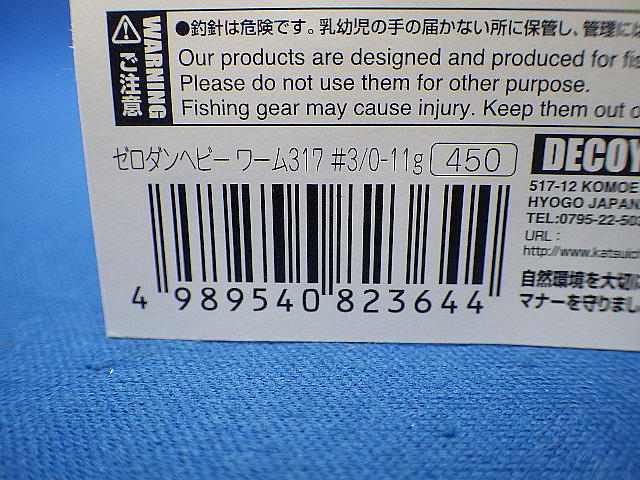 WARNING
ご注意
●釣針は危険です。乳幼児の手の届かない所に保管し、管理には
Our products are designed and produced for fis
Please do not use them for other purpose.
Fishing gear may cause injury. Keep them out o
ゼロダンヘビー ワーム317 #3/0-11g 450
4 989540 823644
DECOY
517-12 KOMOE
HYOGO JAPAN
TEL:0795-22-50
URL:
http://www.katsuich
自然環境を大切に
マナーを守りまし